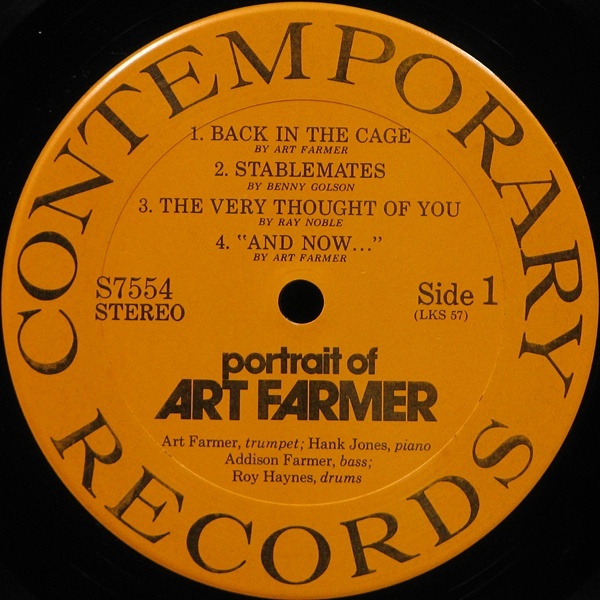 CONTEMPORARY
1. BACK IN THE CAGE
BY ART FARMER
2. STABLEMATES
BY BENNY GOLSON
3. THE VERY THOUGHT OF YOU
BY RAY NOBLE
4. "AND NOW..."
BY ART FARMER
S7554
STEREO
Side 1
(LKS 57)
portrait of
ART FARMER
Art Farmer, trumpet; Hank Jones, piano
Addison Farmer, bass;
Roy Haynes, drums
RECORDS